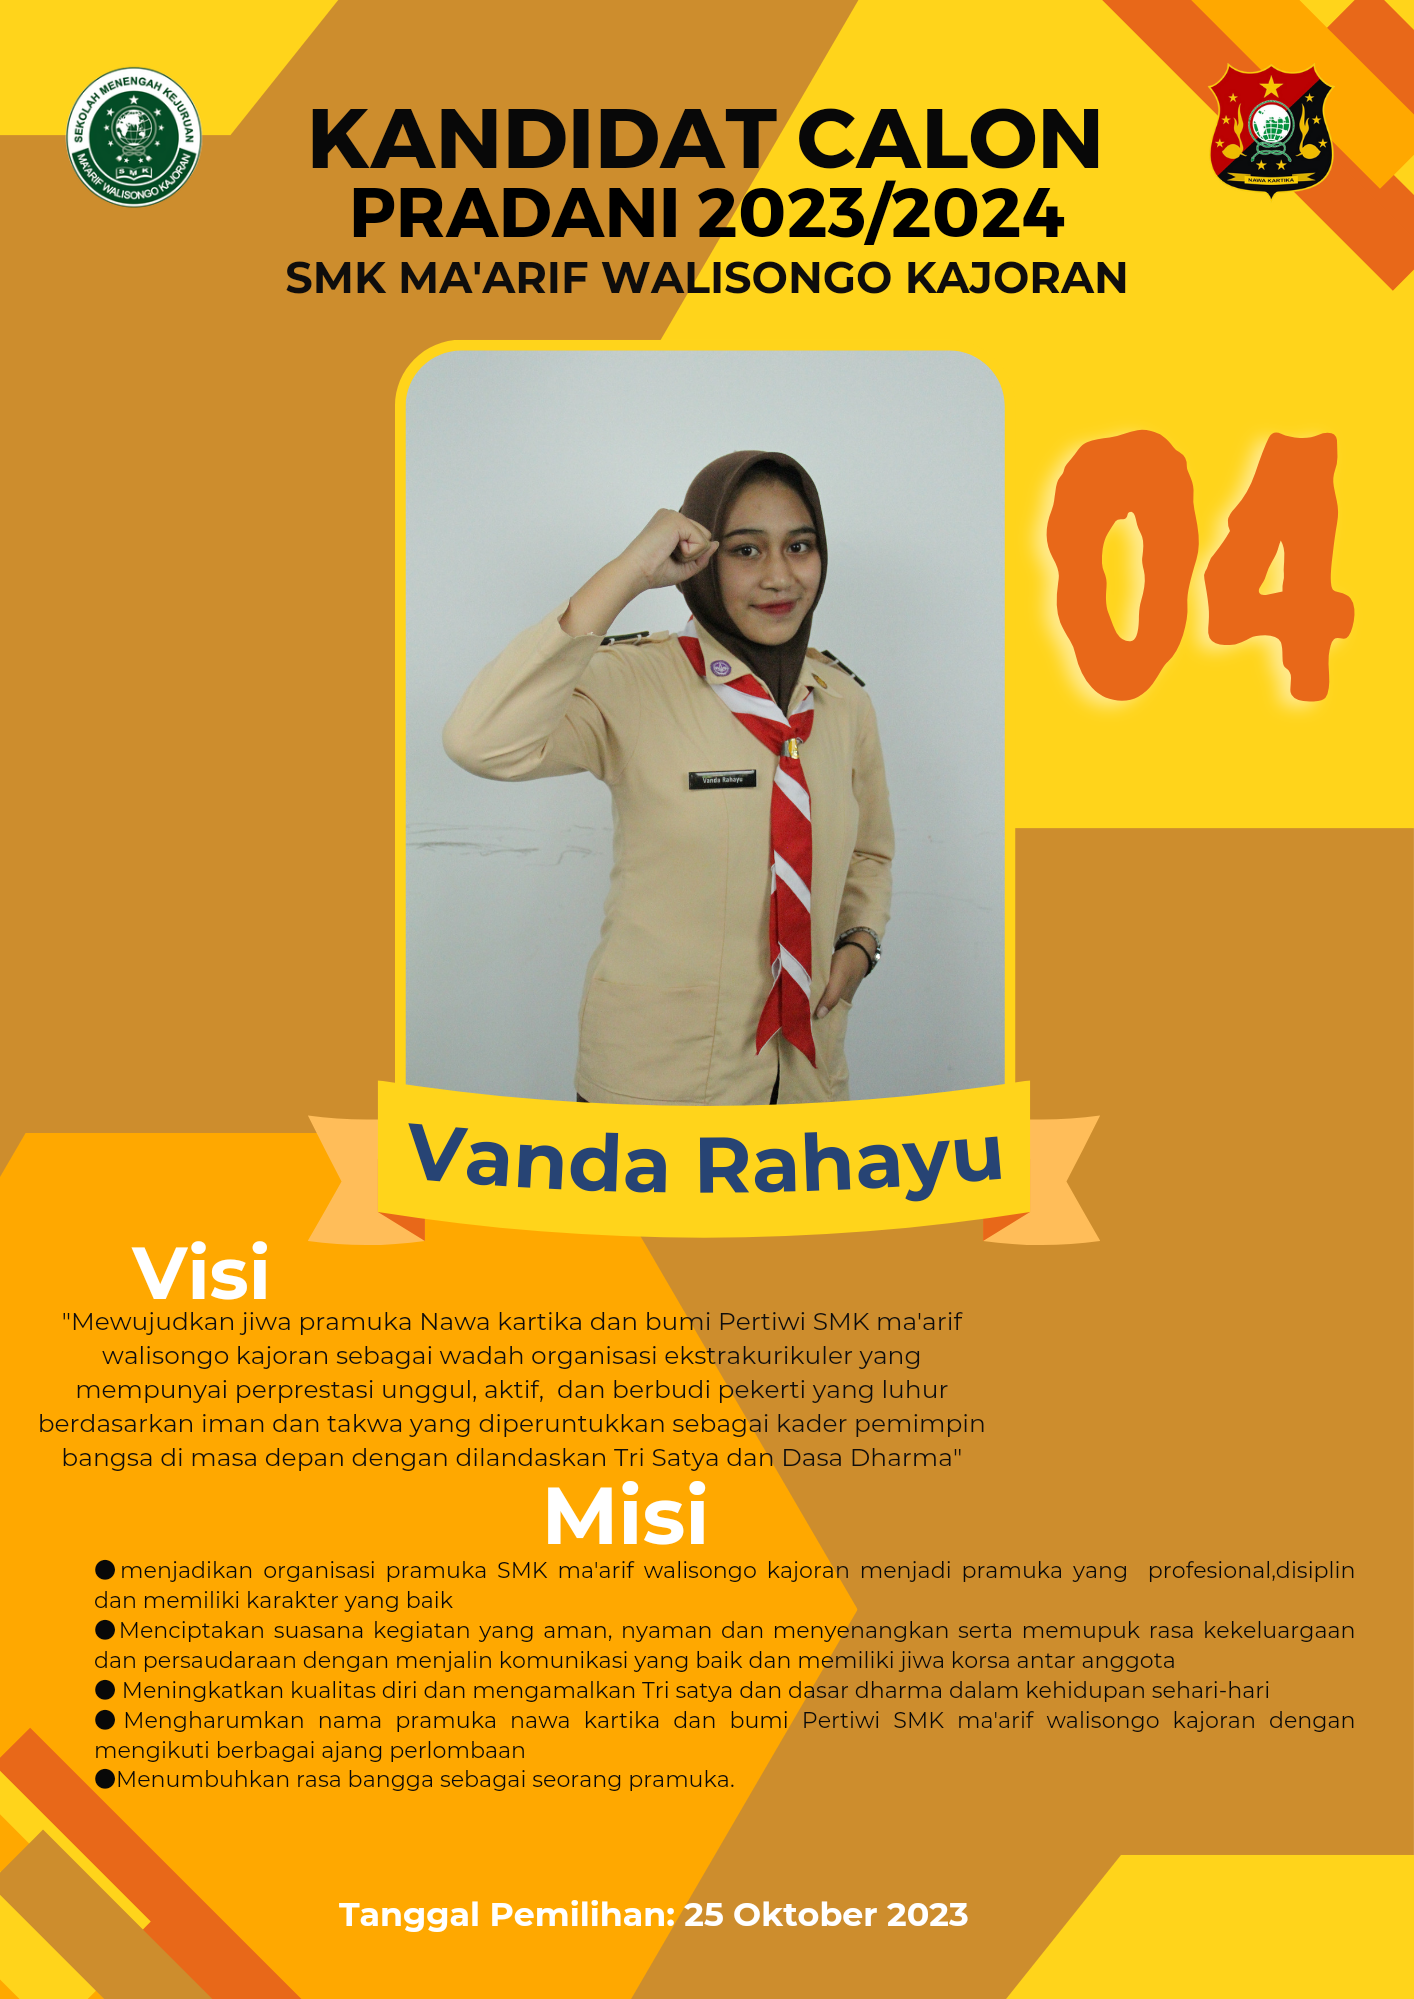 SEKOLAH MENENGAH KEJURUAN
MA'ARIF WALISONGO KAJORAN
SMK
NAWA KARTIKA
KANDIDAT CALON
PRADANI 2023/2024
SMK MA'ARIF WALISONGO KAJORAN
04
Vanda Rahayu
Vanda Rahayu
Visi
"Mewujudkan jiwa pramuka Nawa kartika dan bumi Pertiwi SMK ma'arif
walisongo kajoran sebagai wadah organisasi ekstrakurikuler yang
mempunyai perprestasi unggul, aktif,  dan berbudi pekerti yang luhur
berdasarkan iman dan takwa yang diperuntukkan sebagai kader pemimpin
bangsa di masa depan dengan dilandaskan Tri Satya dan Dasa Dharma"
Misi
●menjadikan organisasi pramuka SMK ma'arif walisongo kajoran menjadi pramuka yang  profesional,disiplin
dan memiliki karakter yang baik
●Menciptakan suasana kegiatan yang aman, nyaman dan menyenangkan serta memupuk rasa kekeluargaan
dan persaudaraan dengan menjalin komunikasi yang baik dan memiliki jiwa korsa antar anggota
● Meningkatkan kualitas diri dan mengamalkan Tri satya dan dasar dharma dalam kehidupan sehari-hari
● Mengharumkan nama pramuka nawa kartika dan bumi Pertiwi SMK ma'arif walisongo kajoran dengan
mengikuti berbagai ajang perlombaan
●Menumbuhkan rasa bangga sebagai seorang pramuka.
Tanggal Pemilihan: 25 Oktober 2023